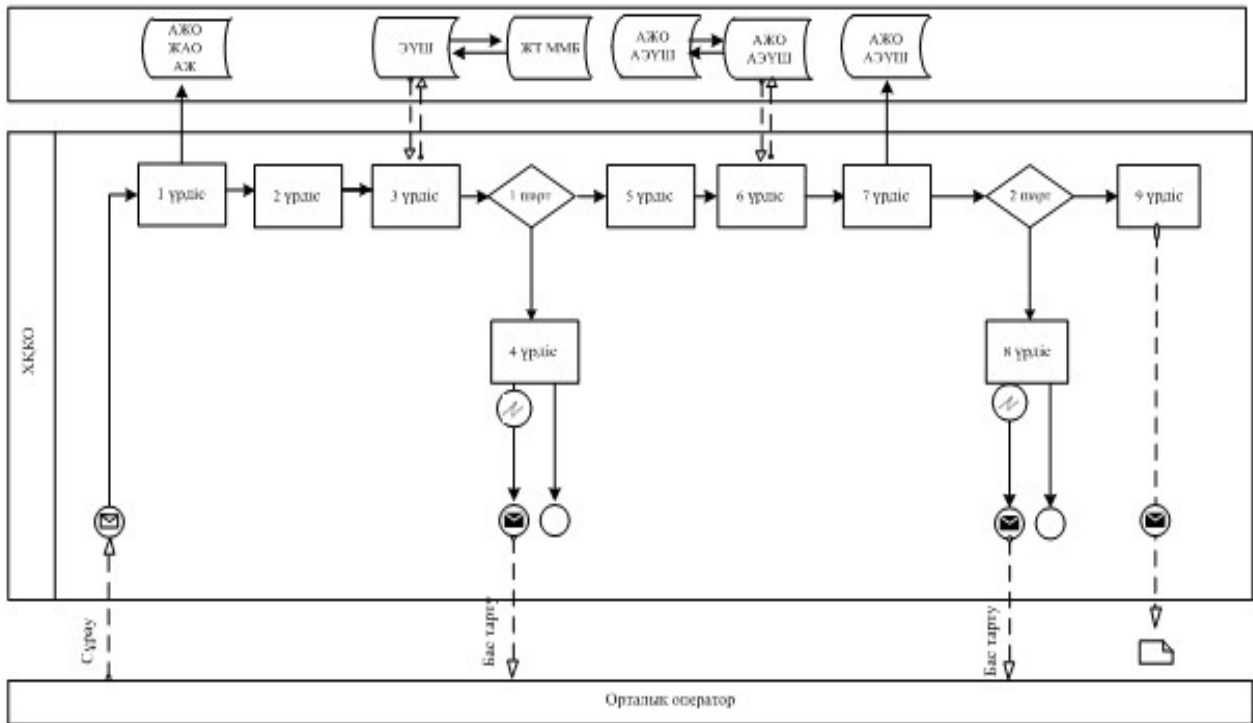 АЖО
ЖАО
АЖ
ЭҮШ
ЖТ ММБ
АЖО
АЭҮШ
АЖО
АЭҮШ
АЖО
АЭҮШ
1 үрдіс
2 үрдіс
3 үрдіс
1 шарт
5 үрдіс
6 үрдіс
7 үрдіс
2 шарт
9 үрдіс
4 үрдіс
8 үрдіс
ХҚКО
Сұрау
Бас тарту
Бас тарту
Орталық оператор